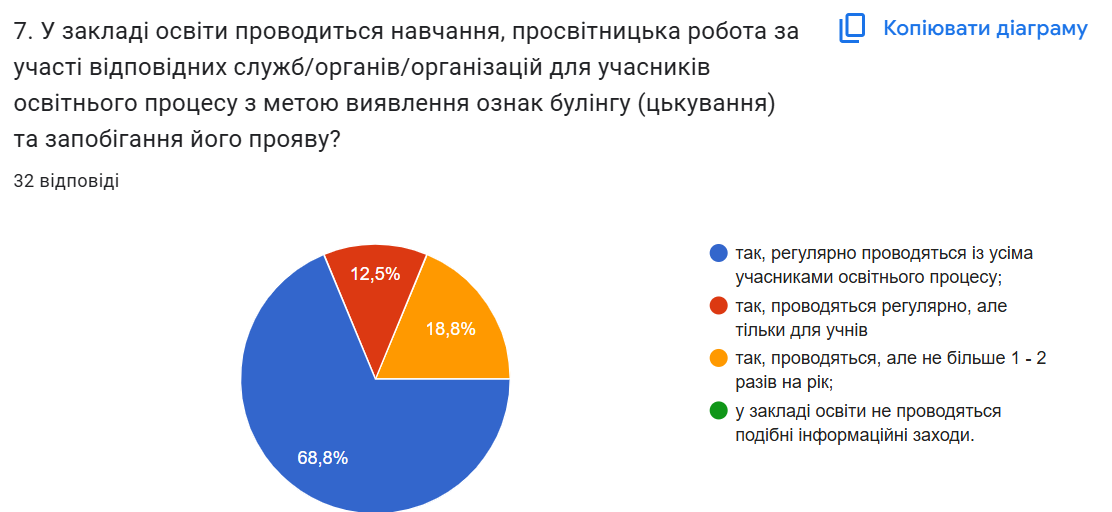 7. У закладі освіти проводиться навчання, просвітницька робота за
участі відповідних служб/органів/організацій для учасників
освітнього процесу з метою виявлення ознак булінгу (цькування)
та запобігання його прояву?
Копіювати діаграму
32 відповіді
12,5%
18,8%
68,8%
так, регулярно проводяться із усіма
учасниками освітнього процесу;
так, проводяться регулярно, але
тільки для учнів
так, проводяться, але не більше 1 - 2
разів на рік;
у закладі освіти не проводяться
подібні інформаційні заходи.